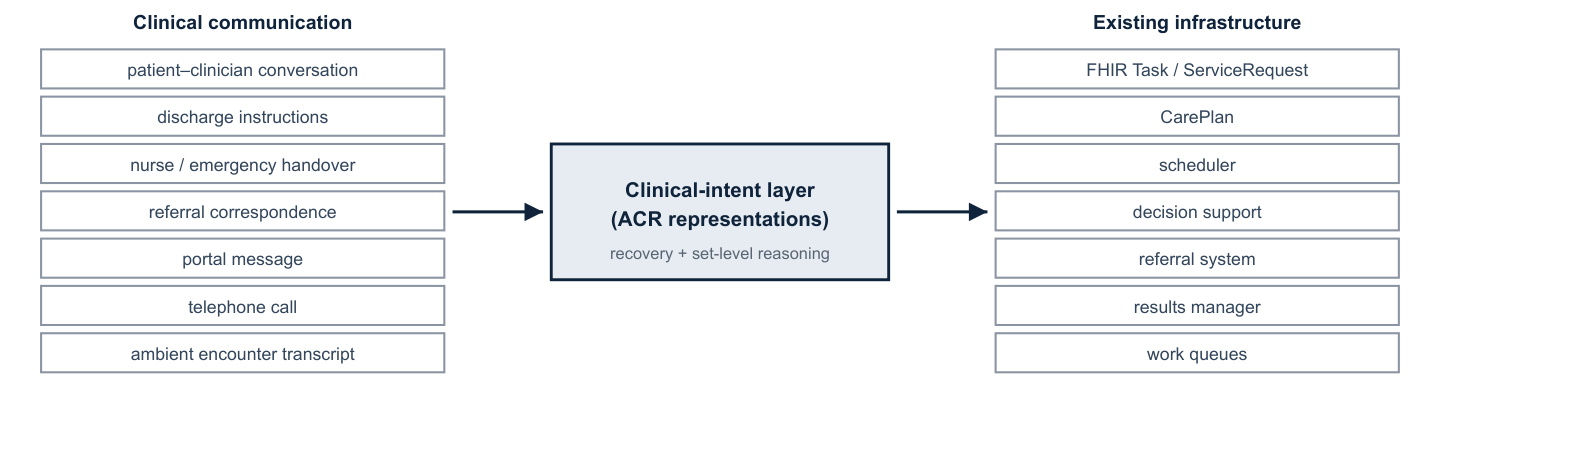 Clinical communication
patient–clinician conversation
discharge instructions
nurse / emergency handover
referral correspondence
portal message
telephone call
ambient encounter transcript
Clinical-intent layer
(ACR representations)
recovery + set-level reasoning
Existing infrastructure
FHIR Task / ServiceRequest
CarePlan
scheduler
decision support
referral system
results manager
work queues